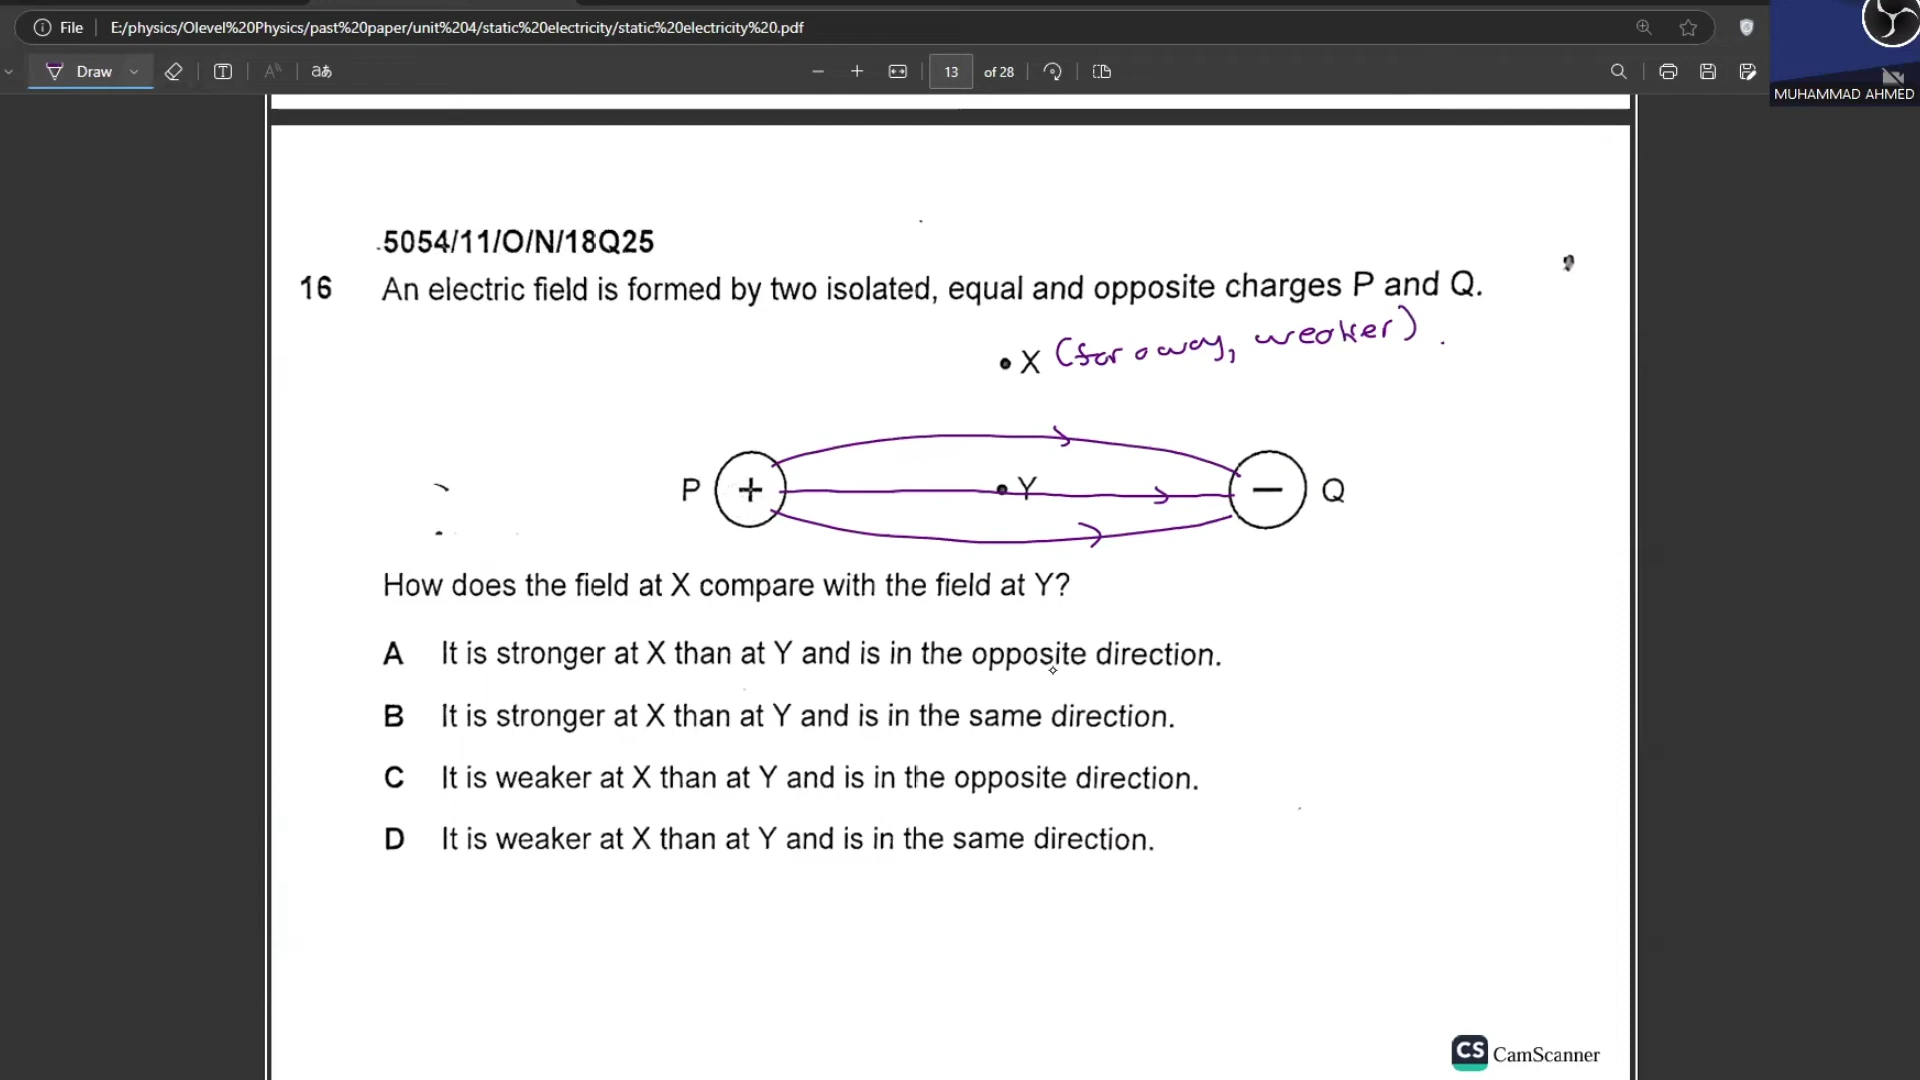 File E:/physics/Olevel%20Physics/past%20paper/unit%204/static%20electricity/static%20electricity%20.pdf
Draw aあ 13 of 28
MUHAMMAD AHMED
5054/11/O/N/18Q25
16 An electric field is formed by two isolated, equal and opposite charges P and Q.
X (far away, weaker).
P + Y − Q
How does the field at X compare with the field at Y?
A It is stronger at X than at Y and is in the opposite direction.
B It is stronger at X than at Y and is in the same direction.
C It is weaker at X than at Y and is in the opposite direction.
D It is weaker at X than at Y and is in the same direction.
CS CamScanner